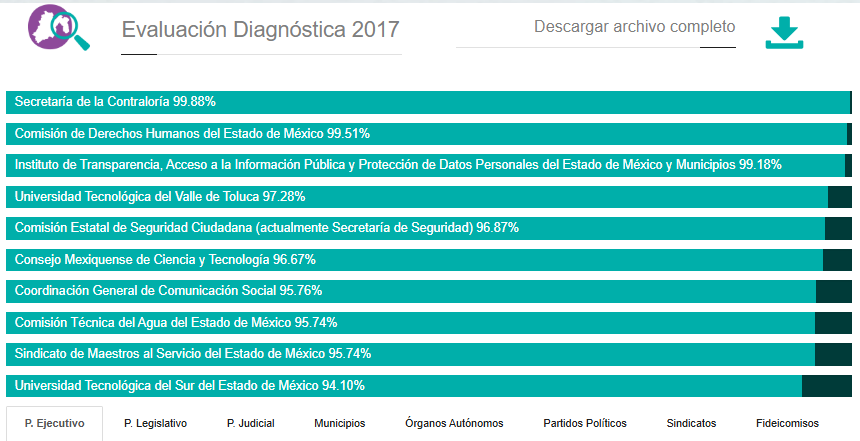 Evaluación Diagnóstica 2017
Descargar archivo completo
Secretaría de la Contraloría 99.88%
Comisión de Derechos Humanos del Estado de México 99.51%
Instituto de Transparencia, Acceso a la Información Pública y Protección de Datos Personales del Estado de México y Municipios 99.18%
Universidad Tecnológica del Valle de Toluca 97.28%
Comisión Estatal de Seguridad Ciudadana (actualmente Secretaría de Seguridad) 96.87%
Consejo Mexiquense de Ciencia y Tecnología 96.67%
Coordinación General de Comunicación Social 95.76%
Comisión Técnica del Agua del Estado de México 95.74%
Sindicato de Maestros al Servicio del Estado de México 95.74%
Universidad Tecnológica del Sur del Estado de México 94.10%
P. Ejecutivo P. Legislativo P. Judicial Municipios Órganos Autónomos Partidos Políticos Sindicatos Fideicomisos